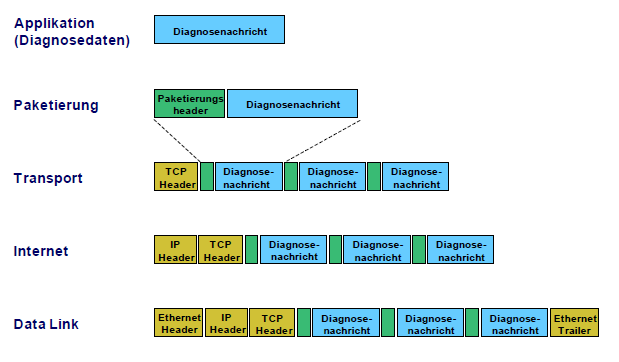 Applikation
(Diagnosedaten)
Diagnosenachricht
Paketierung
Paketierungs
header
Diagnosenachricht
Transport
TCP
Header
Diagnose-
nachricht
Diagnose-
nachricht
Diagnose-
nachricht
Internet
IP
Header
TCP
Header
Diagnose-
nachricht
Diagnose-
nachricht
Diagnose-
nachricht
Data Link
Ethernet
Header
IP
Header
TCP
Header
Diagnose-
nachricht
Diagnose-
nachricht
Diagnose-
nachricht
Ethernet
Trailer